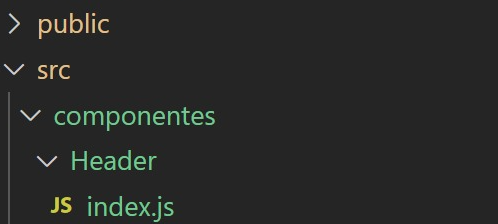 public
src
componentes
Header
JS index.js